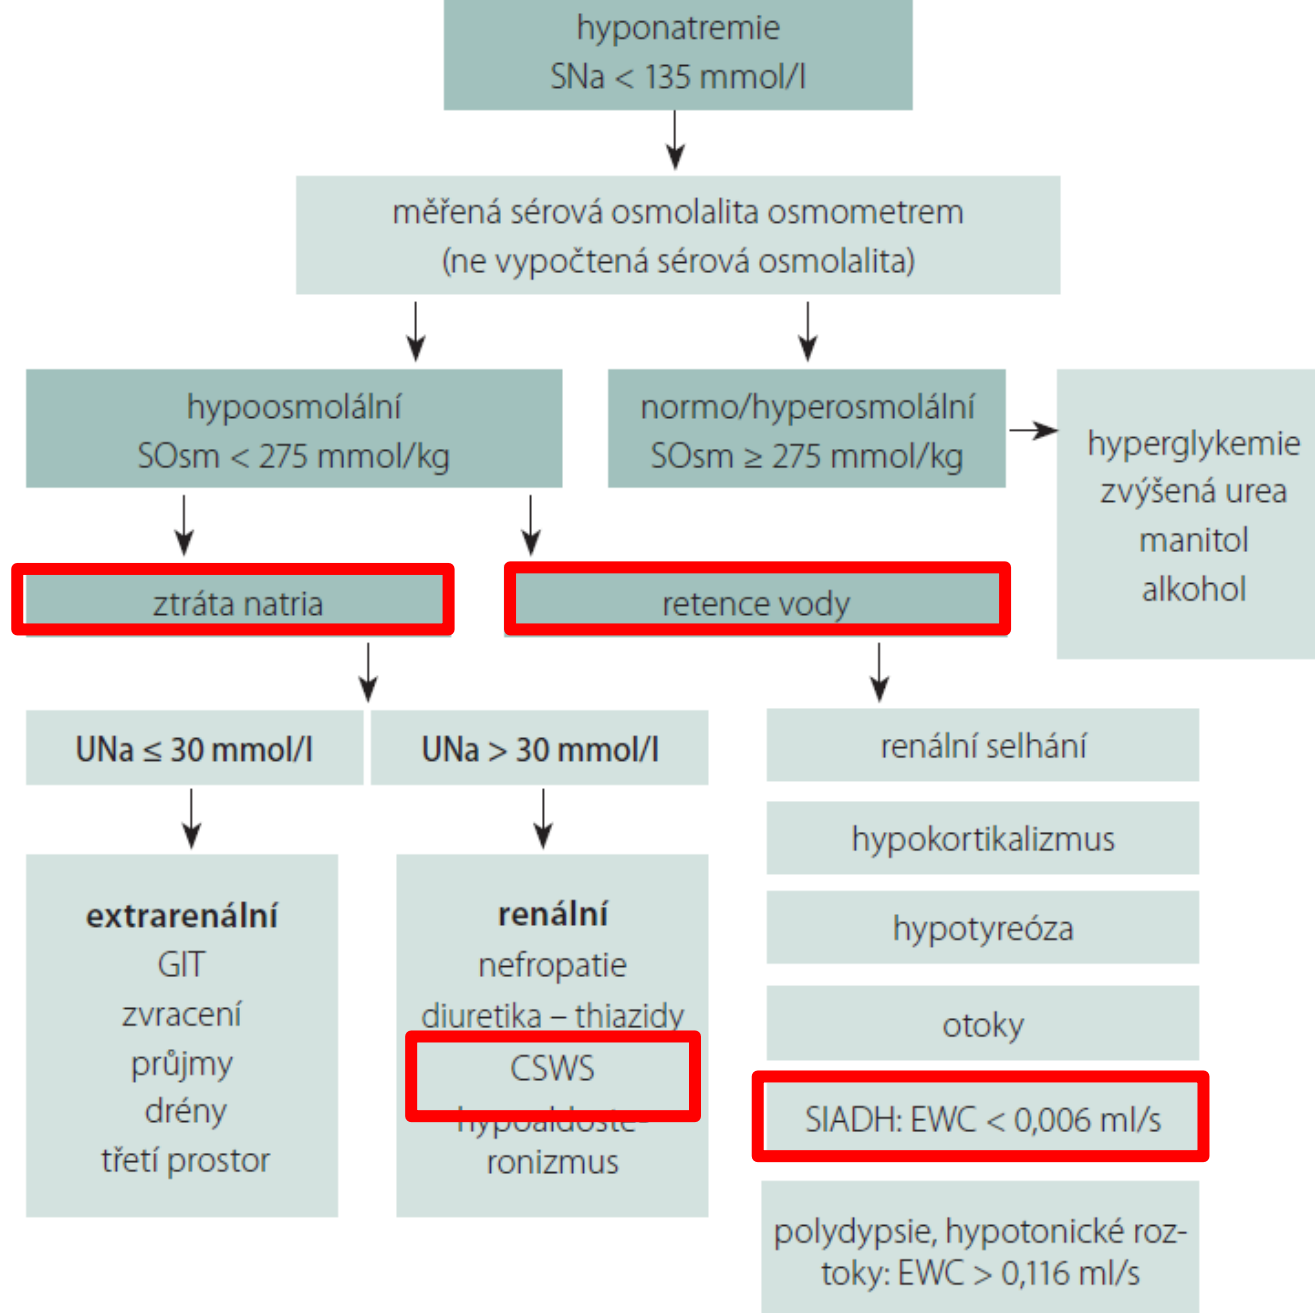 hyponatremie
SNa < 135 mmol/l
měřená sérová osmolalita osmometrem
(ne vypočtená sérová osmolalita)
hypoosmolální
SOsm < 275 mmol/kg
normo/hyperosmolální
SOsm ≥ 275 mmol/kg
hyperglykemie
zvýšená urea
manitol
alkohol
ztráta natria
retence vody
UNa ≤ 30 mmol/l
UNa > 30 mmol/l
extrarenální
GIT
zvracení
průjmy
drény
třetí prostor
renální
nefropatie
diuretika – thiazidy
CSWS
hypoaldoste-
ronizmus
renální selhání
hypokortikalizmus
hypotyreóza
otoky
SIADH: EWC < 0,006 ml/s
polydypsie, hypotonické roz-
toky: EWC > 0,116 ml/s